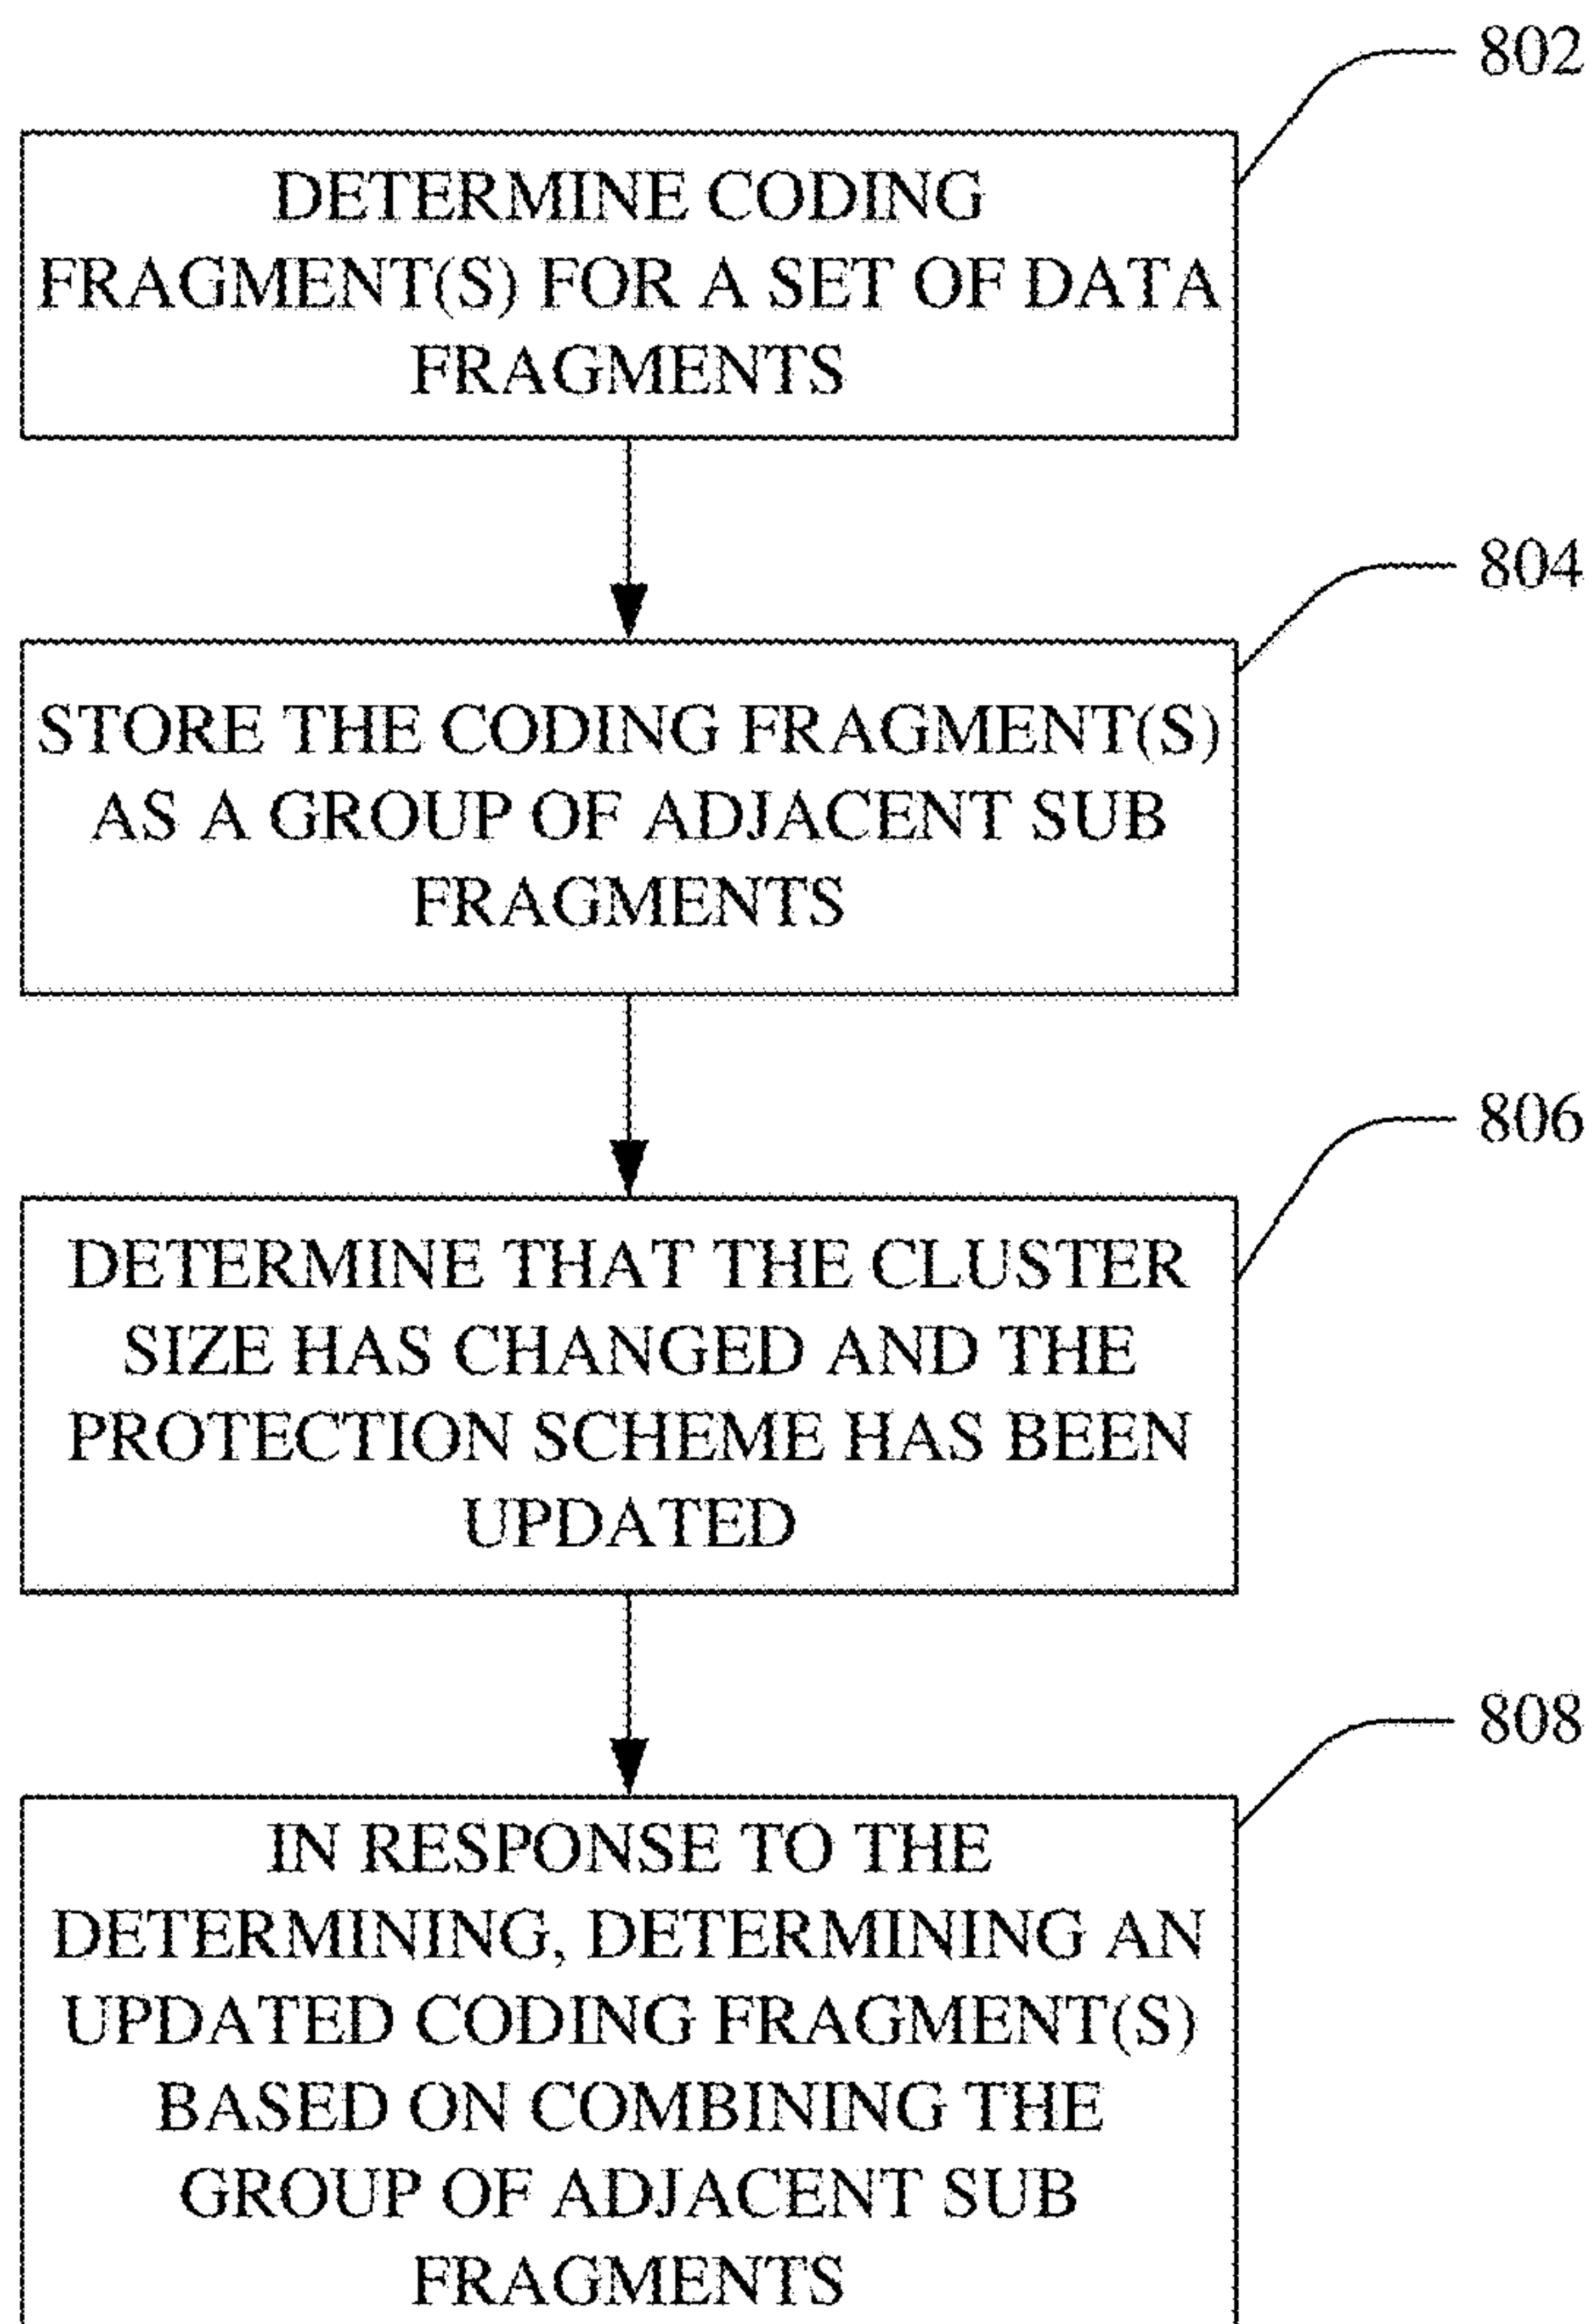 802
DETERMINE CODING
FRAGMENT(S) FOR A SET OF DATA
FRAGMENTS
804
STORE THE CODING FRAGMENT(S)
AS A GROUP OF ADJACENT SUB
FRAGMENTS
806
DETERMINE THAT THE CLUSTER
SIZE HAS CHANGED AND THE
PROTECTION SCHEME HAS BEEN
UPDATED
808
IN RESPONSE TO THE
DETERMINING, DETERMINING AN
UPDATED CODING FRAGMENT(S)
BASED ON COMBINING THE
GROUP OF ADJACENT SUB
FRAGMENTS